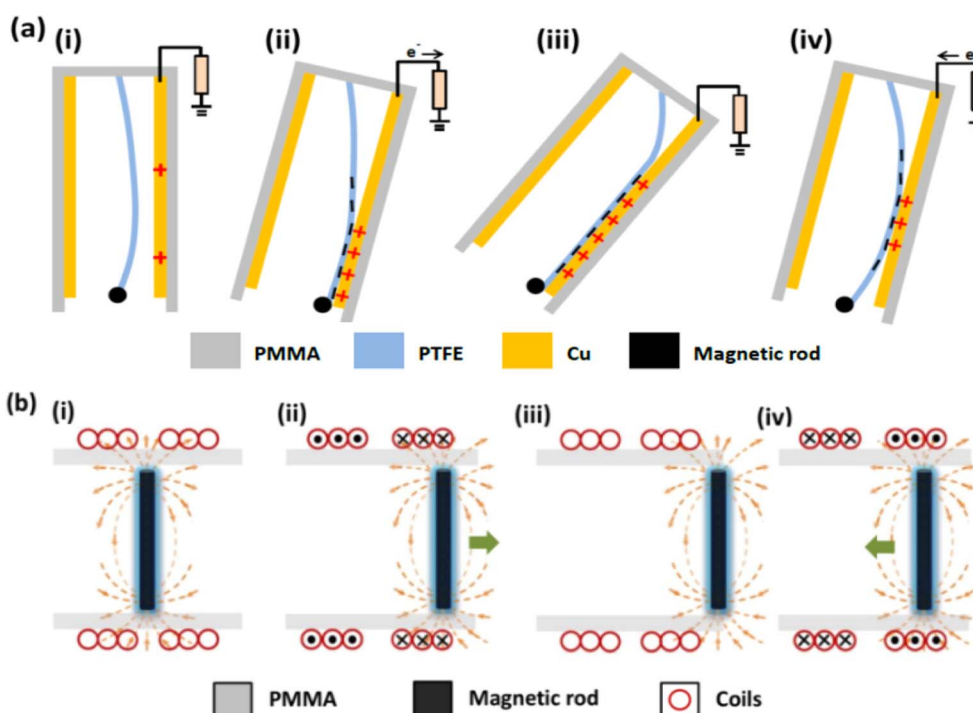 (a) (i) (ii) (iii) (iv)
e⁻ e
PMMA PTFE Cu Magnetic rod
(b) (i) (ii) (iii) (iv)
PMMA Magnetic rod Coils